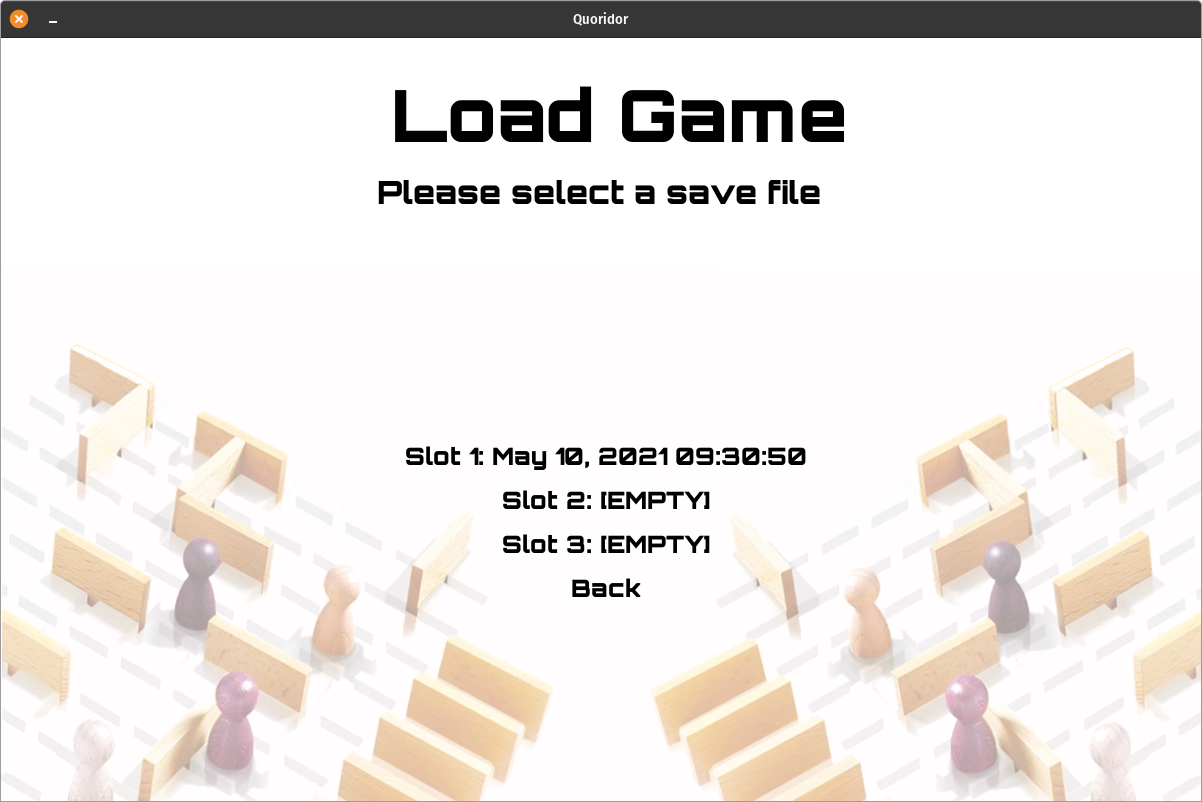 Quoridor
Load Game
Please select a save file
Slot 1: May 10, 2021 09:30:50
Slot 2: [EMPTY]
Slot 3: [EMPTY]
Back